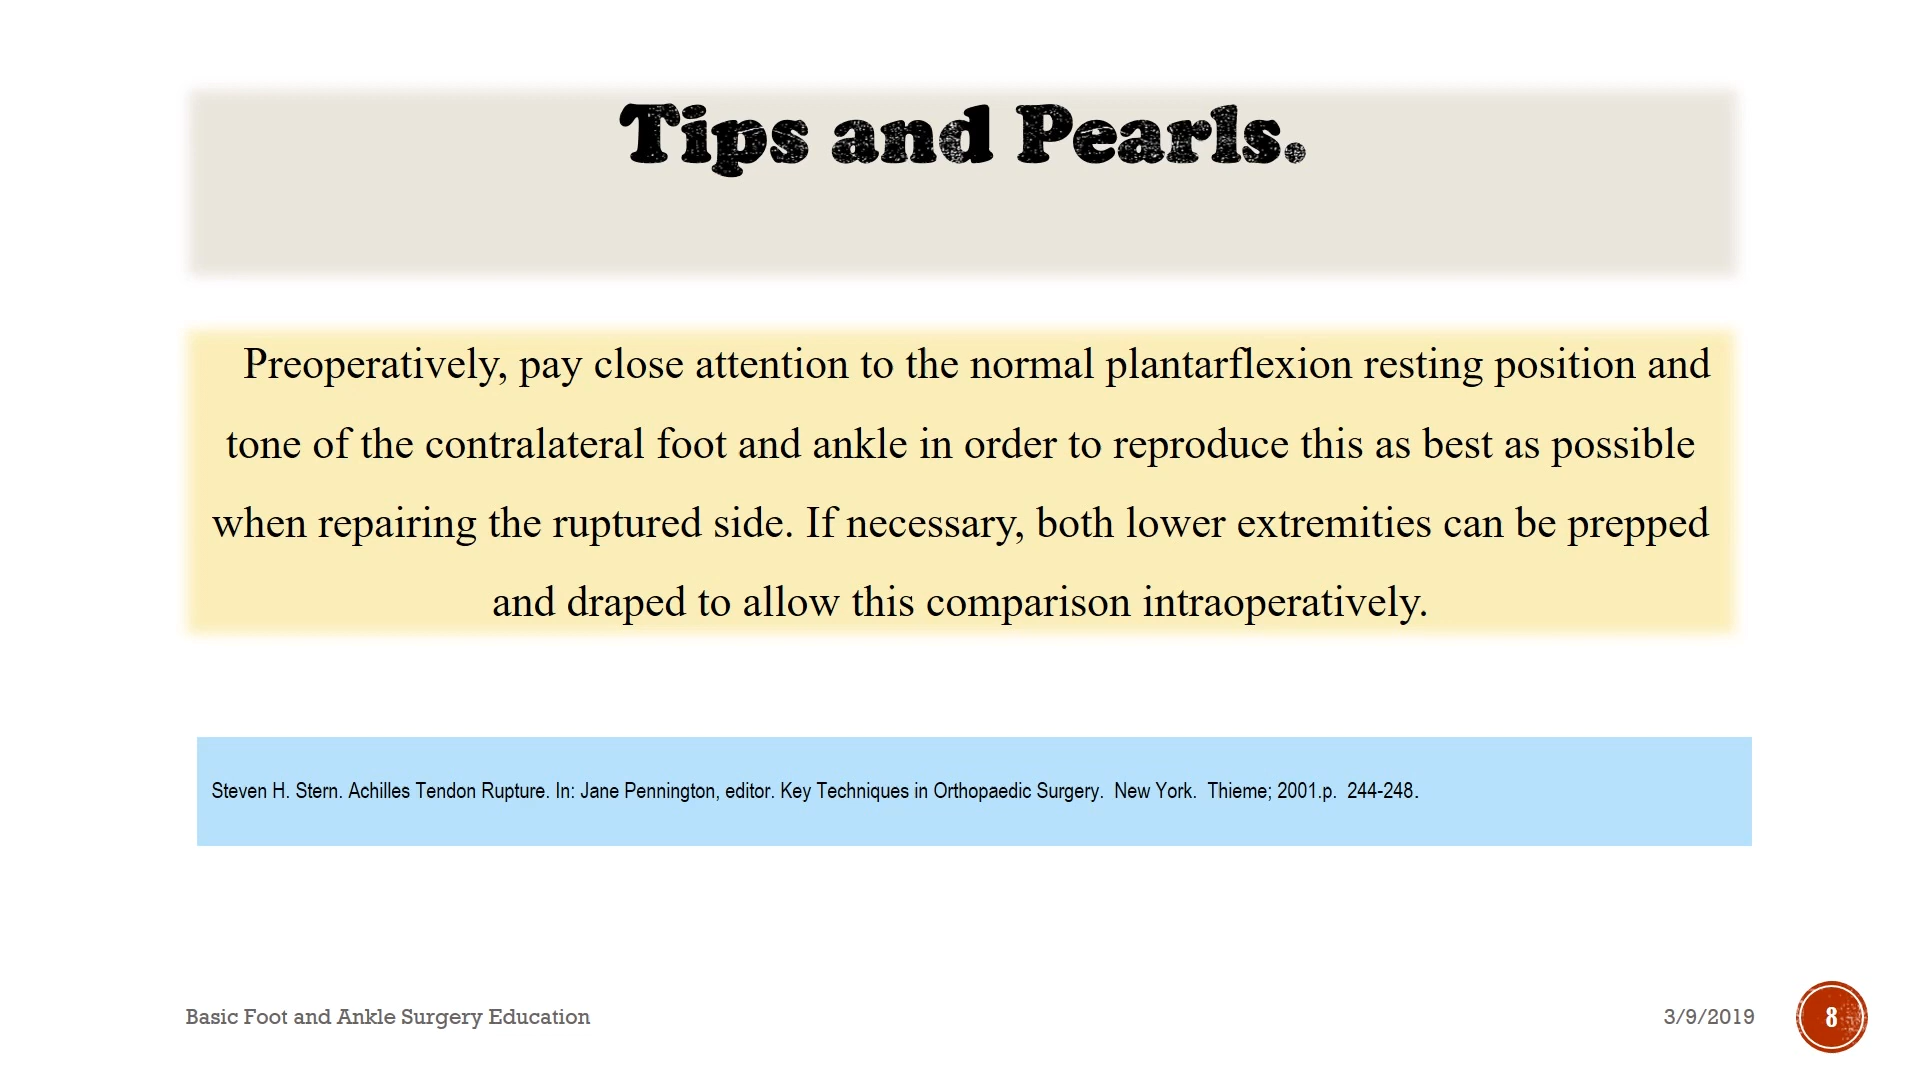 Tips and Pearls.
Preoperatively, pay close attention to the normal plantarflexion resting position and
tone of the contralateral foot and ankle in order to reproduce this as best as possible
when repairing the ruptured side. If necessary, both lower extremities can be prepped
and draped to allow this comparison intraoperatively.
Steven H. Stern. Achilles Tendon Rupture. In: Jane Pennington, editor. Key Techniques in Orthopaedic Surgery.  New York.  Thieme; 2001.p.  244-248.
Basic Foot and Ankle Surgery Education
3/9/2019
8